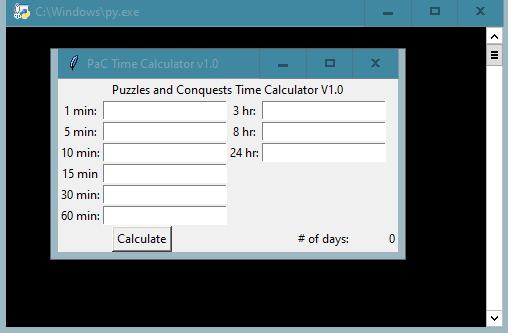 C:\Windows\py.exe
PaC Time Calculator v1.0
Puzzles and Conquests Time Calculator V1.0
1 min: 3 hr:
5 min: 8 hr:
10 min: 24 hr:
15 min
30 min:
60 min:
Calculate # of days: 0